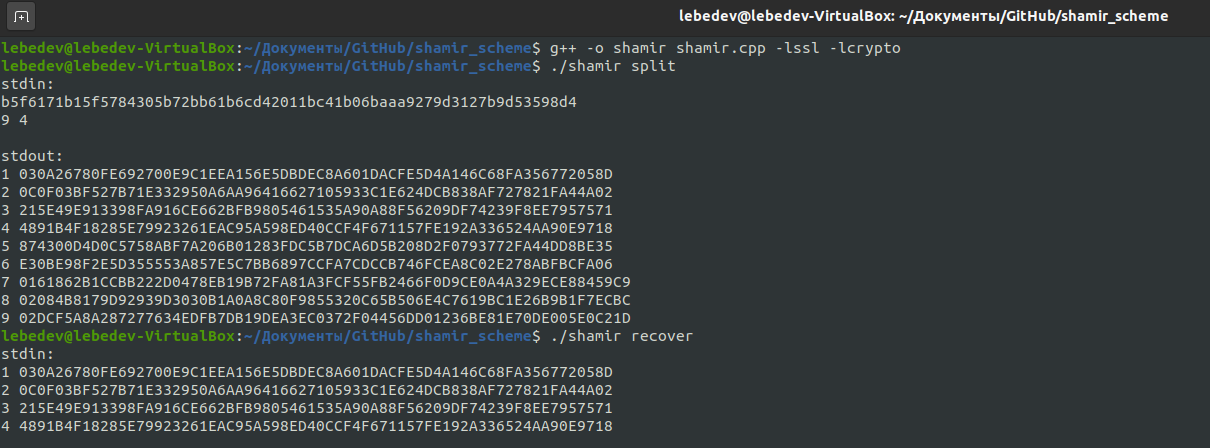 lebedev@lebedev-VirtualBox: ~/Документы/GitHub/shamir_scheme
lebedev@lebedev-VirtualBox:~/Документы/GitHub/shamir_scheme$ g++ -o shamir shamir.cpp -lssl -lcrypto
lebedev@lebedev-VirtualBox:~/Документы/GitHub/shamir_scheme$ ./shamir split
stdin:
b5f6171b15f5784305b72bb61b6cd42011bc41b06baaa9279d3127b9d53598d4
9 4
stdout:
1 030A26780FE692700E9C1EEA156E5DBDEC8A601DACFE5D4A146C68FA356772058D
2 0C0F03BF527B71E332950A6AA96416627105933C1E624DCB838AF727821FA44A02
3 215E49E913398FA916CE662BFB9805461535A90A88F56209DF74239F8EE7957571
4 4891B4F18285E79923261EAC95A598ED40CCF4F671157FE192A336524AA90E9718
5 874300D4D0C5758ABF7A206B01283FDC5B7DCA6D5B208D2F0793772FA44DD8BE35
6 E30BE98F2E5D355553A857E5C7BB6897CCFA7CDCCB746FCEA8C02E278ABFBCFA06
7 0161862B1CCBB222D0478EB19B72FA81A3FCF55FB2466F0D9CE0A4A329ECE88459C9
8 02084B8179D92939D3030B1A0A8C80F9855320C65B506E4C7619BC1E26B9B1F7ECBC
9 02DCF5A8A287277634EDFB7DB19DEA3EC0372F04456DD01236BE81E70DE005E0C21D
lebedev@lebedev-VirtualBox:~/Документы/GitHub/shamir_scheme$ ./shamir recover
stdin:
1 030A26780FE692700E9C1EEA156E5DBDEC8A601DACFE5D4A146C68FA356772058D
2 0C0F03BF527B71E332950A6AA96416627105933C1E624DCB838AF727821FA44A02
3 215E49E913398FA916CE662BFB9805461535A90A88F56209DF74239F8EE7957571
4 4891B4F18285E79923261EAC95A598ED40CCF4F671157FE192A336524AA90E9718